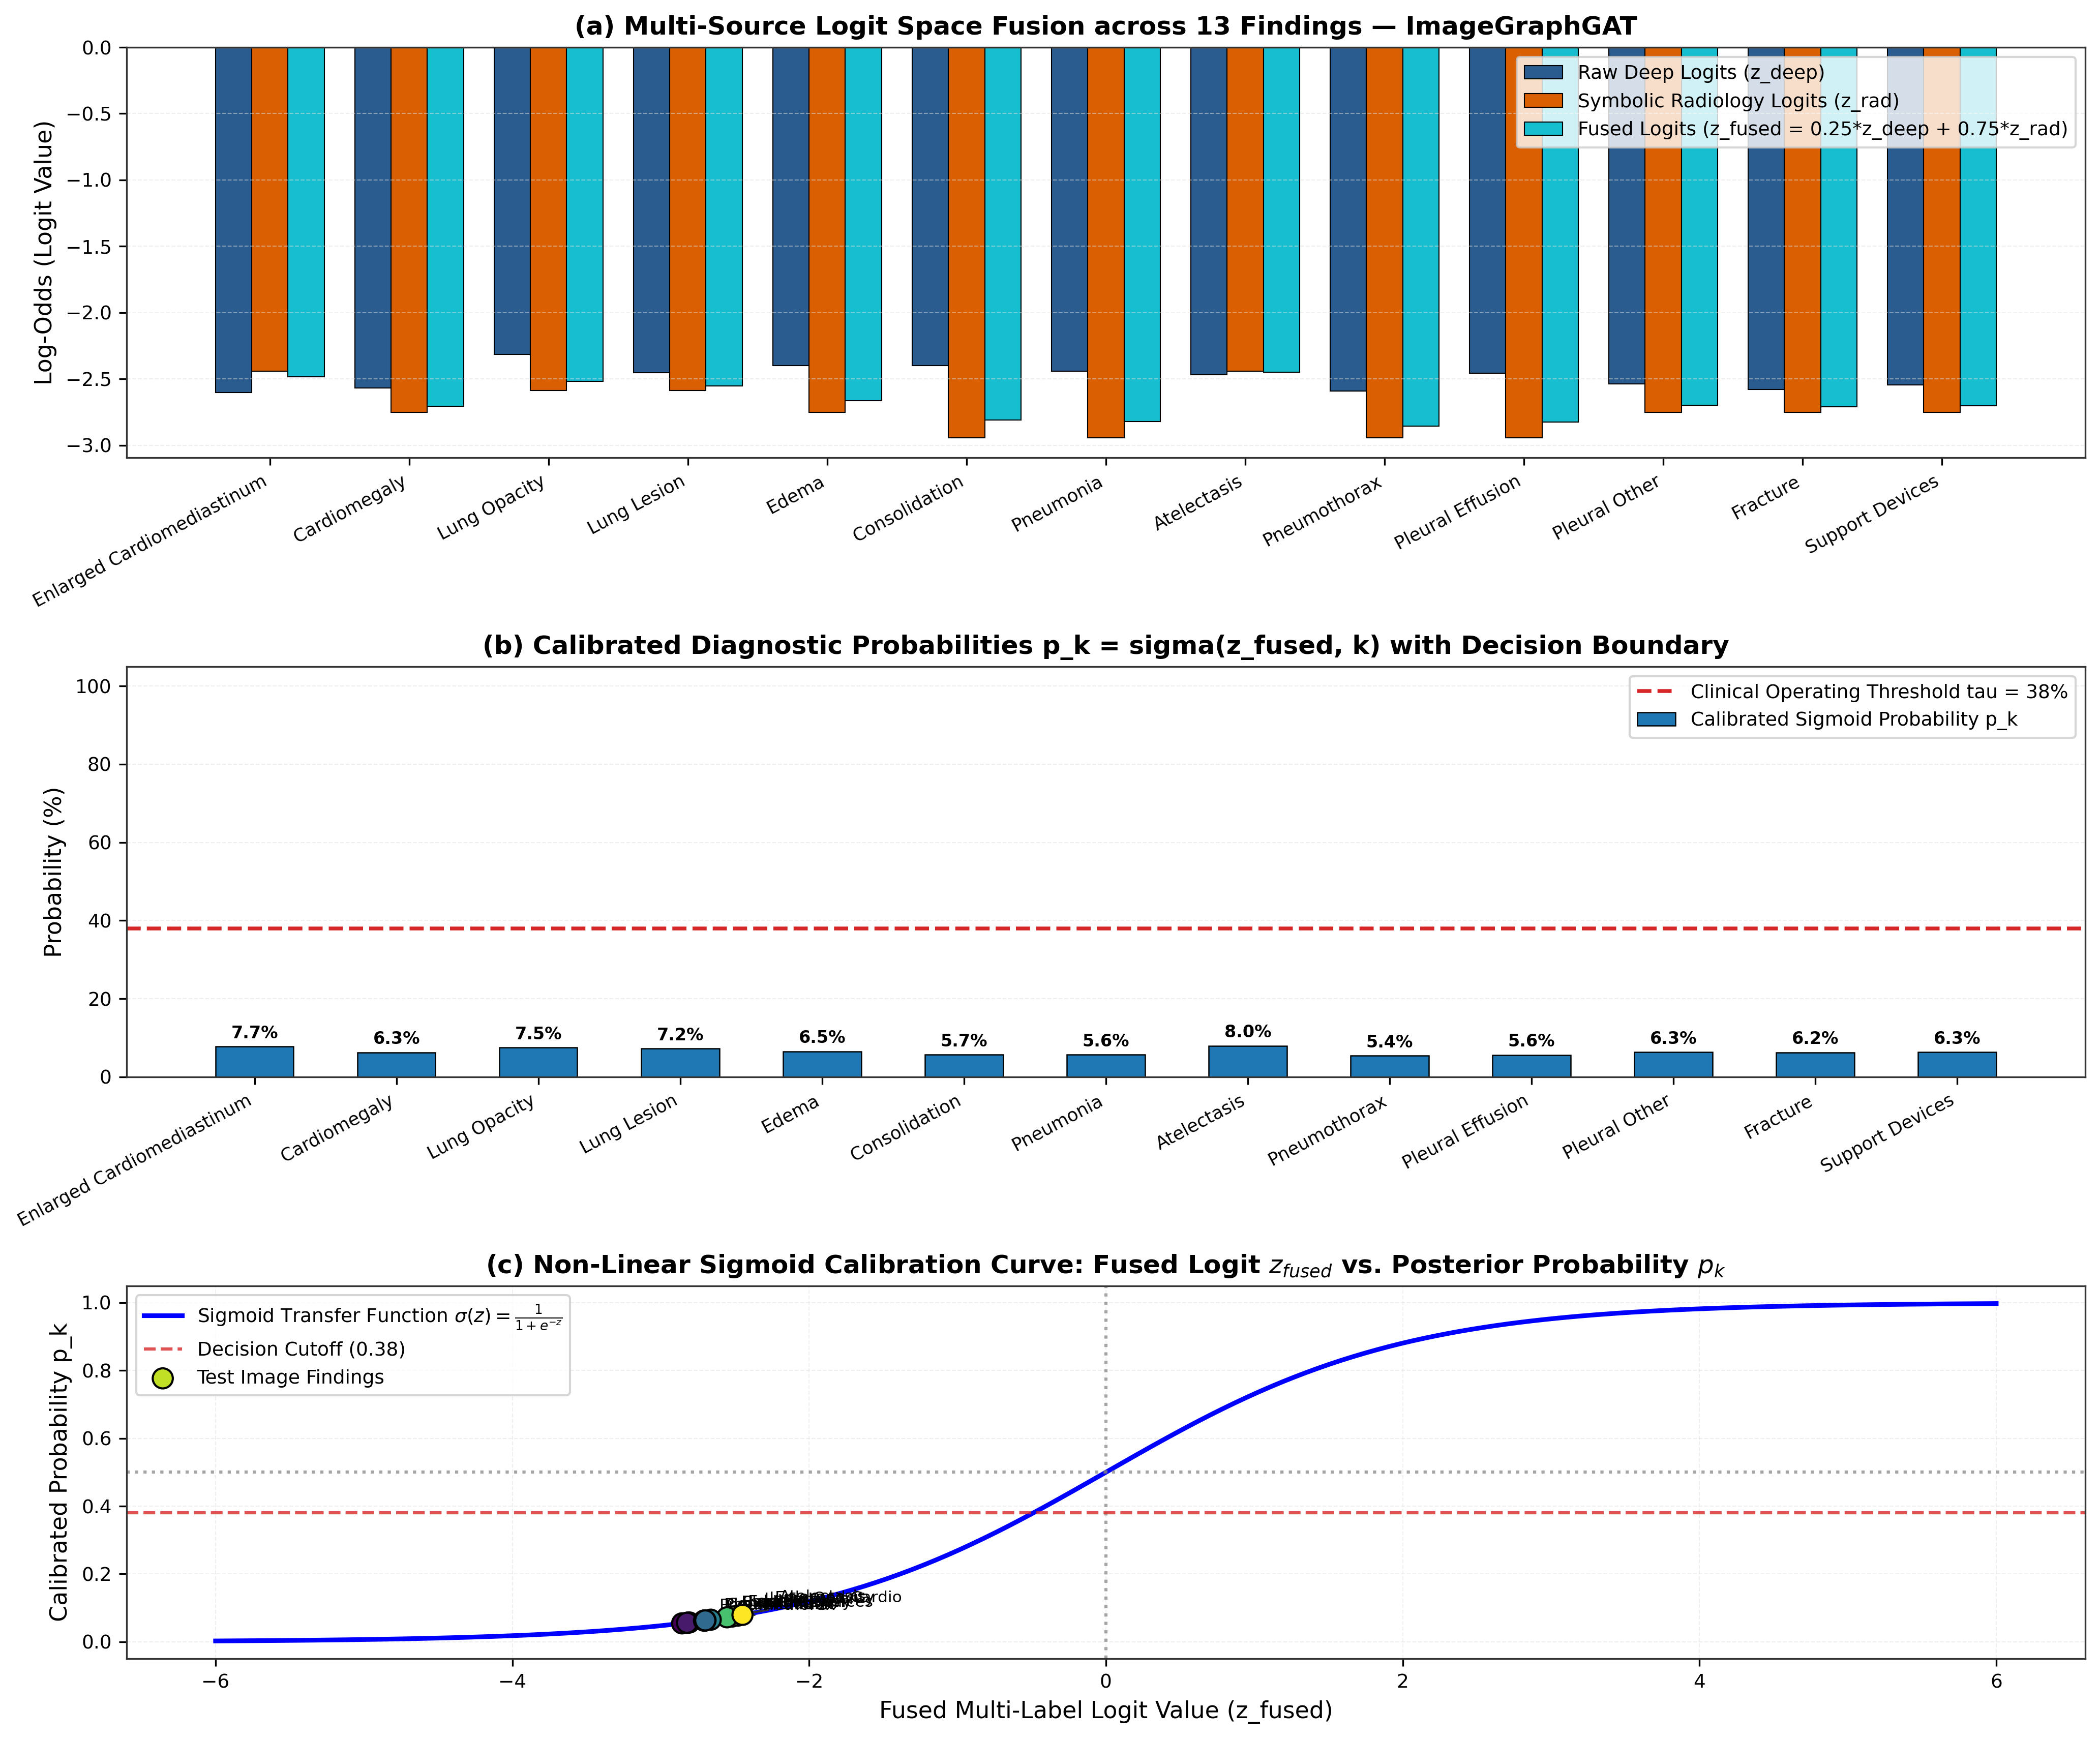 (a) Multi-Source Logit Space Fusion across 13 Findings — ImageGraphGAT
Log-Odds (Logit Value)
0.0
−0.5
−1.0
−1.5
−2.0
−2.5
−3.0
Raw Deep Logits (z_deep)
Symbolic Radiology Logits (z_rad)
Fused Logits (z_fused = 0.25*z_deep + 0.75*z_rad)
Enlarged Cardiomediastinum
Cardiomegaly
Lung Opacity
Lung Lesion
Edema
Consolidation
Pneumonia
Atelectasis
Pneumothorax
Pleural Effusion
Pleural Other
Fracture
Support Devices
(b) Calibrated Diagnostic Probabilities p_k = sigma(z_fused, k) with Decision Boundary
Probability (%)
100
80
60
40
20
0
Clinical Operating Threshold tau = 38%
Calibrated Sigmoid Probability p_k
7.7%
6.3%
7.5%
7.2%
6.5%
5.7%
5.6%
8.0%
5.4%
5.6%
6.3%
6.2%
6.3%
Enlarged Cardiomediastinum
Cardiomegaly
Lung Opacity
Lung Lesion
Edema
Consolidation
Pneumonia
Atelectasis
Pneumothorax
Pleural Effusion
Pleural Other
Fracture
Support Devices
(c) Non-Linear Sigmoid Calibration Curve: Fused Logit z_{fused} vs. Posterior Probability p_k
Calibrated Probability p_k
1.0
0.8
0.6
0.4
0.2
0.0
Sigmoid Transfer Function σ(z) = \frac{1}{1 + e^{−z}}
Decision Cutoff (0.38)
Test Image Findings
−6
−4
−2
0
2
4
6
Fused Multi-Label Logit Value (z_fused)